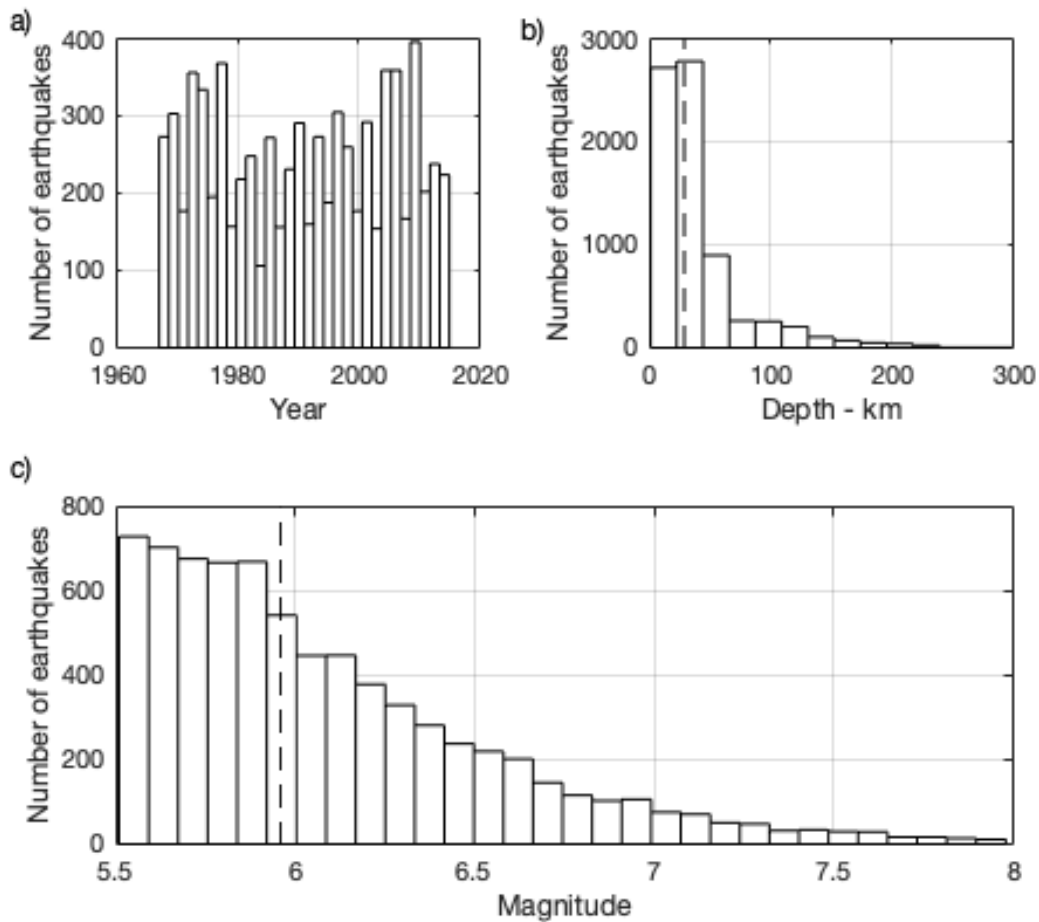 a)
Number of earthquakes
400
300
200
100
0
1960 1980 2000 2020
Year
b)
Number of earthquakes
3000
2000
1000
0
0 100 200 300
Depth - km
c)
Number of earthquakes
800
600
400
200
0
5.5 6 6.5 7 7.5 8
Magnitude